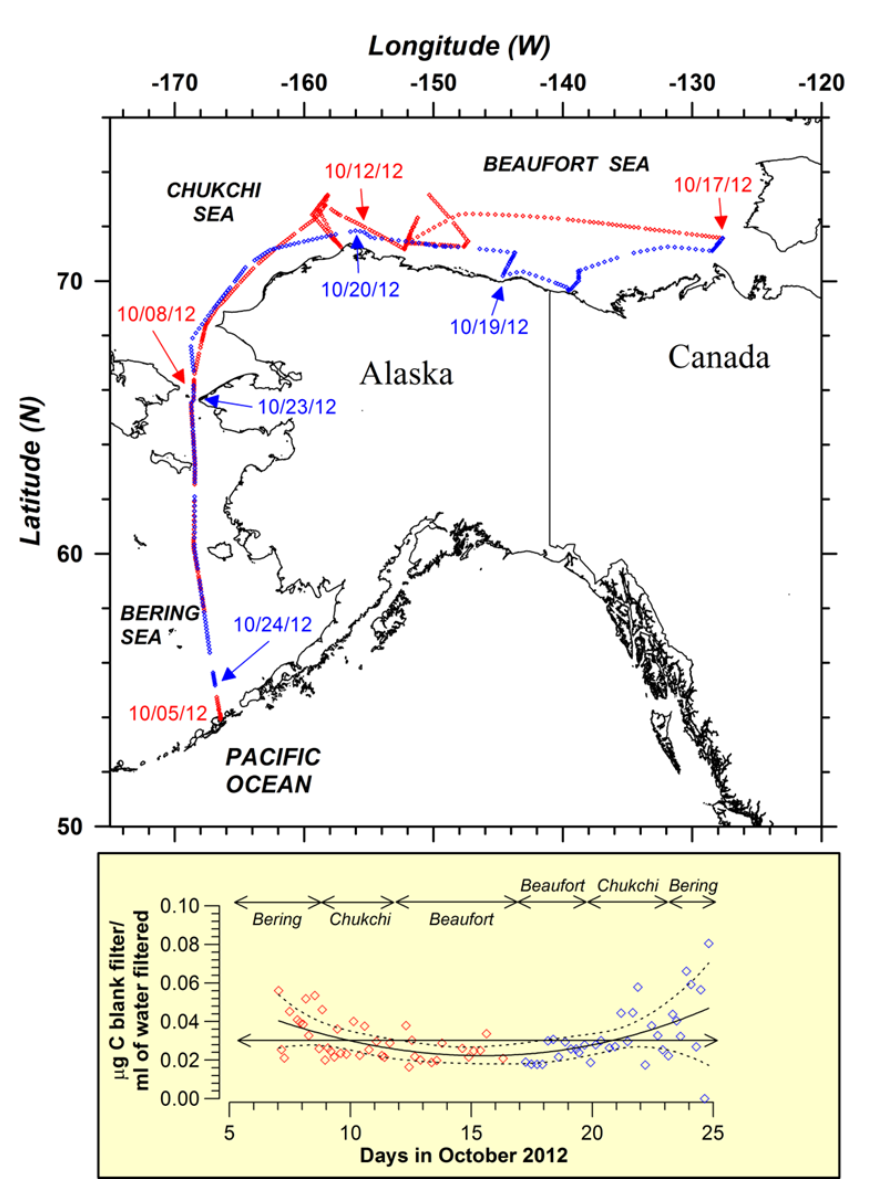 Longitude (W)
-170 -160 -150 -140 -130 -120
BEAUFORT SEA
10/12/12
10/17/12
CHUKCHI
SEA
70
10/20/12
10/08/12
10/19/12
Alaska
Canada
10/23/12
Latitude (N)
60
BERING
SEA
10/24/12
10/05/12
PACIFIC
OCEAN
50
Beaufort Chukchi Bering
Bering Chukchi Beaufort
µg C blank filter/
ml of water filtered
0.10
0.08
0.06
0.04
0.02
0.00
5 10 15 20 25
Days in October 2012